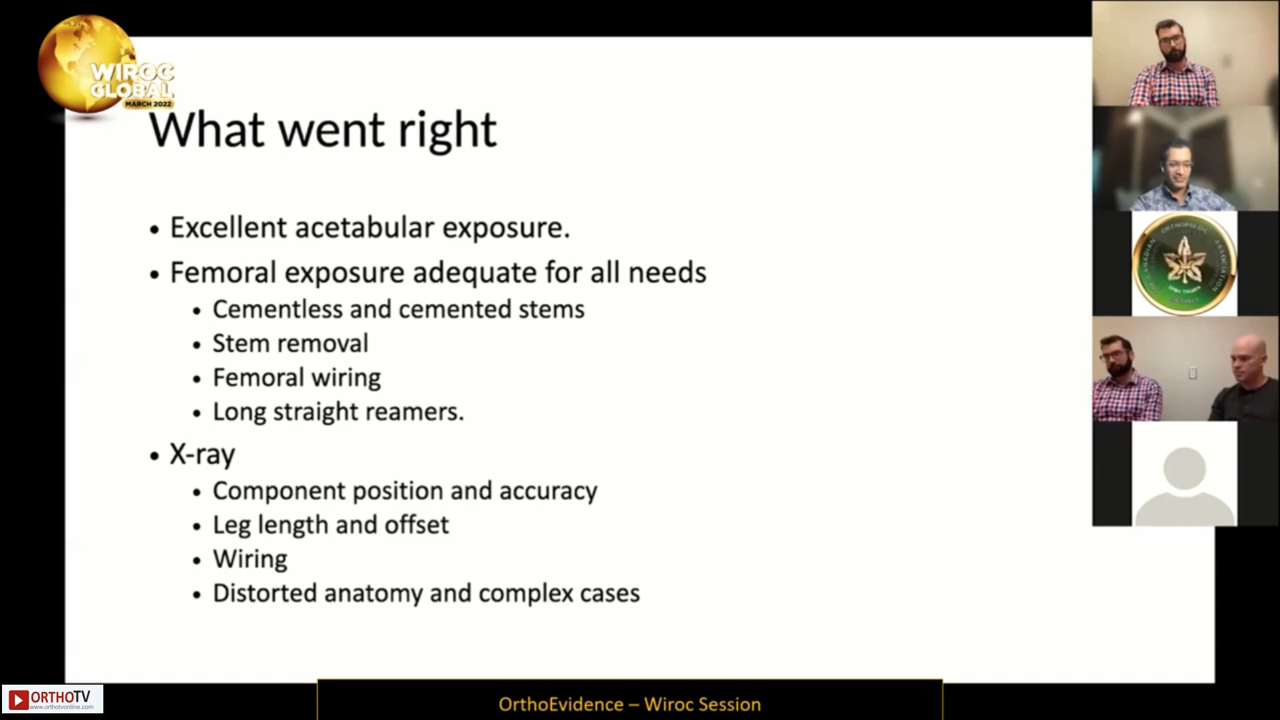 WIROC
GLOBAL
MARCH 2022
What went right
• Excellent acetabular exposure.
• Femoral exposure adequate for all needs
• Cementless and cemented stems
• Stem removal
• Femoral wiring
• Long straight reamers.
• X-ray
• Component position and accuracy
• Leg length and offset
• Wiring
• Distorted anatomy and complex cases
ORTHOPAEDIC
ASSOCIATION
ORTHOTV
www.orthotvonline.com
OrthoEvidence – Wiroc Session